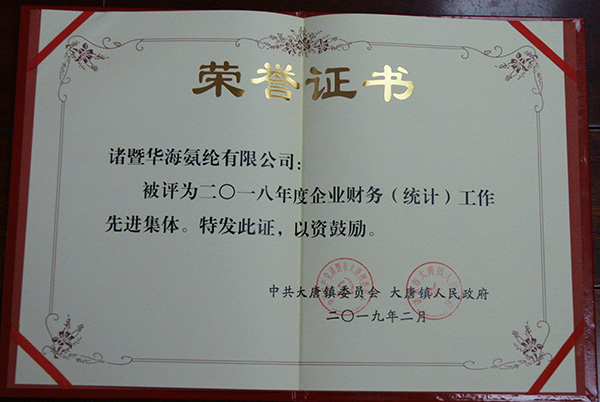 荣誉证书
诸暨华海氨纶有限公司:
被评为二〇一八年度企业财务(统计)工作
先进集体。特发此证,以资鼓励。
中共大唐镇委员会 大唐镇人民政府
二〇一九年二月